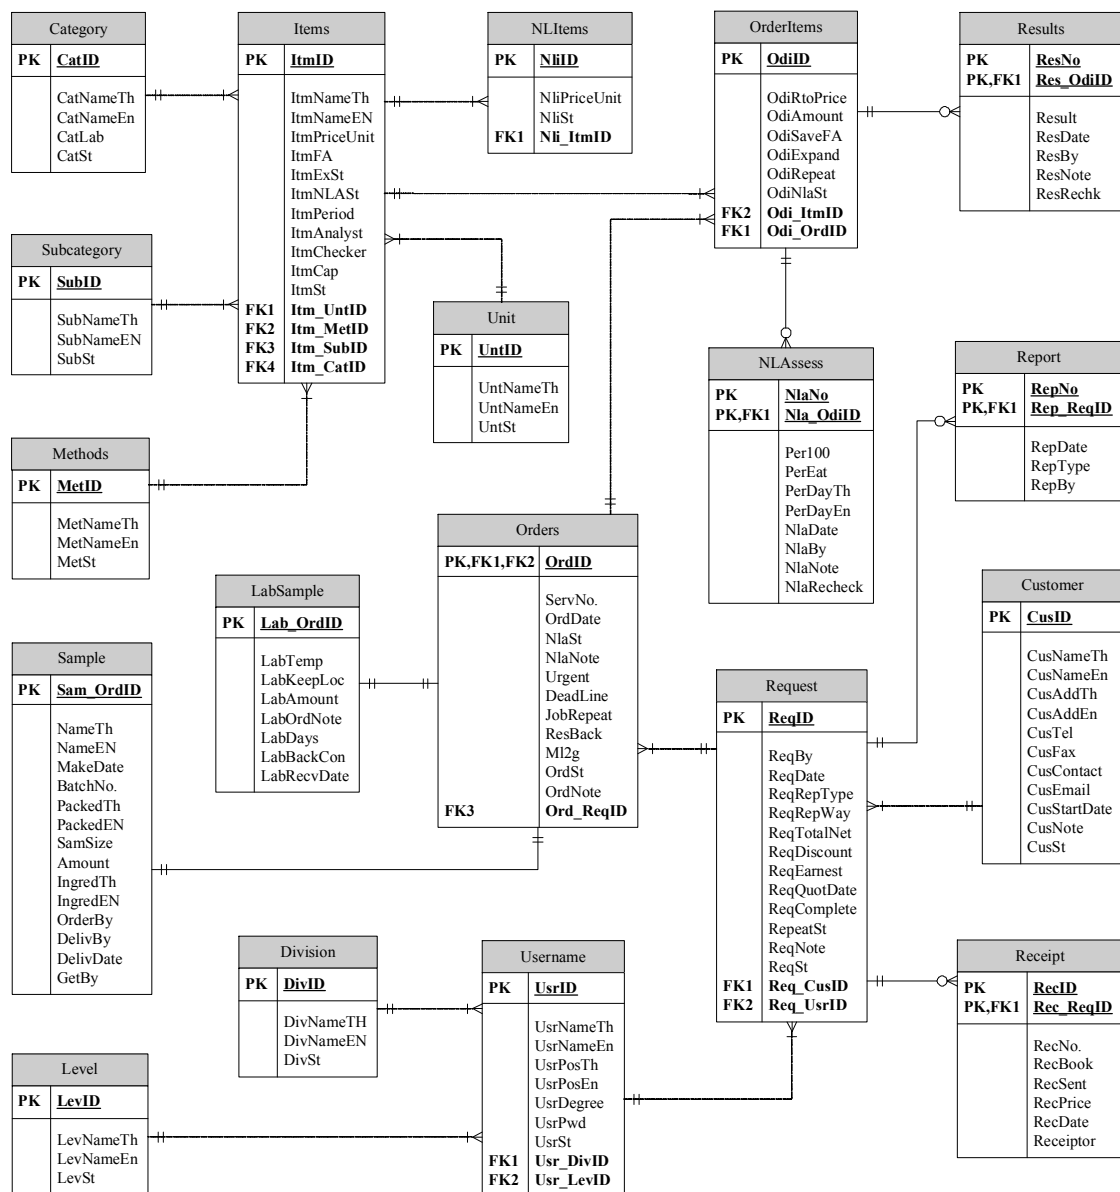 Category
PK CatID
CatNameTh
CatNameEn
CatLab
CatSt
Items
PK ItmID
ItmNameTh
ItmNameEN
ItmPriceUnit
ItmFA
ItmExSt
ItmNLASt
ItmPeriod
ItmAnalyst
ItmChecker
ItmCap
ItmSt
FK1 Itm_UntID
FK2 Itm_MetID
FK3 Itm_SubID
FK4 Itm_CatID
NLItems
PK NliID
NliPriceUnit
NliSt
FK1 Nli_ItmID
OrderItems
PK OdiID
OdiRtoPrice
OdiAmount
OdiSaveFA
OdiExpand
OdiRepeat
OdiNlaSt
FK2 Odi_ItmID
FK1 Odi_OrdID
Results
PK ResNo
PK,FK1 Res_OdiID
Result
ResDate
ResBy
ResNote
ResRechk
Subcategory
PK SubID
SubNameTh
SubNameEN
SubSt
Unit
PK UntID
UntNameTh
UntNameEn
UntSt
NLAssess
PK NlaNo
PK,FK1 Nla_OdiID
Per100
PerEat
PerDayTh
PerDayEn
NlaDate
NlaBy
NlaNote
NlaRecheck
Report
PK RepNo
PK,FK1 Rep_ReqID
RepDate
RepType
RepBy
Methods
PK MetID
MetNameTh
MetNameEn
MetSt
Orders
PK,FK1,FK2 OrdID
ServNo.
OrdDate
NlaSt
NlaNote
Urgent
DeadLine
JobRepeat
ResBack
Ml2g
OrdSt
OrdNote
FK3 Ord_ReqID
LabSample
PK Lab_OrdID
LabTemp
LabKeepLoc
LabAmount
LabOrdNote
LabDays
LabBackCon
LabRecvDate
Customer
PK CusID
CusNameTh
CusNameEn
CusAddTh
CusAddEn
CusTel
CusFax
CusContact
CusEmail
CusStartDate
CusNote
CusSt
Sample
PK Sam_OrdID
NameTh
NameEN
MakeDate
BatchNo.
PackedTh
PackedEN
SamSize
Amount
IngredTh
IngredEN
OrderBy
DelivBy
DelivDate
GetBy
Request
PK ReqID
ReqBy
ReqDate
ReqRepType
ReqRepWay
ReqTotalNet
ReqDiscount
ReqEarnest
ReqQuotDate
ReqComplete
RepeatSt
ReqNote
ReqSt
FK1 Req_CusID
FK2 Req_UsrID
Division
PK DivID
DivNameTH
DivNameEN
DivSt
Username
PK UsrID
UsrNameTh
UsrNameEn
UsrPosTh
UsrPosEn
UsrDegree
UsrPwd
UsrSt
FK1 Usr_DivID
FK2 Usr_LevID
Receipt
PK RecID
PK,FK1 Rec_ReqID
RecNo.
RecBook
RecSent
RecPrice
RecDate
Receiptor
Level
PK LevID
LevNameTh
LevNameEn
LevSt